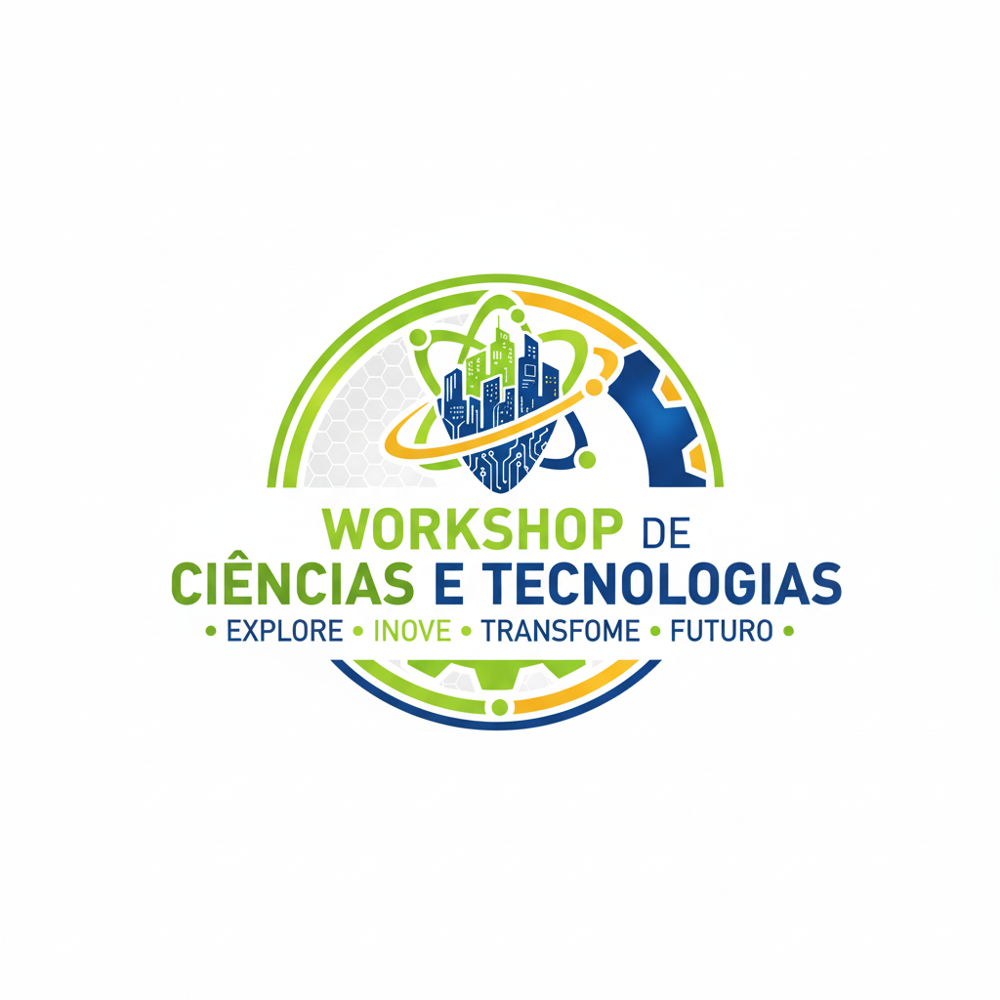 WORKSHOP DE
CIÊNCIAS E TECNOLOGIAS
• EXPLORE • INOVE • TRANSFOME • FUTURO •